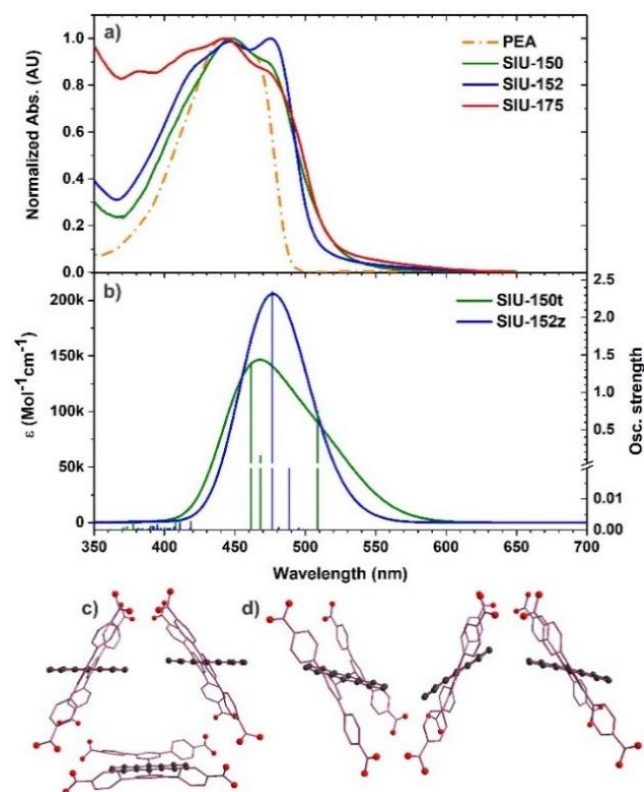 a)
PEA
SIU-150
SIU-152
SIU-175
Normalized Abs. (AU)
1.0
0.8
0.6
0.4
0.2
0.0
b)
SIU-150t
SIU-152z
ε (Mol⁻¹cm⁻¹)
200k
150k
100k
50k
0
2.5
2.0
1.5
1.0
0.5
0.01
0.00
Osc. strength
350 400 450 500 550 600 650 700
Wavelength (nm)
c)
d)